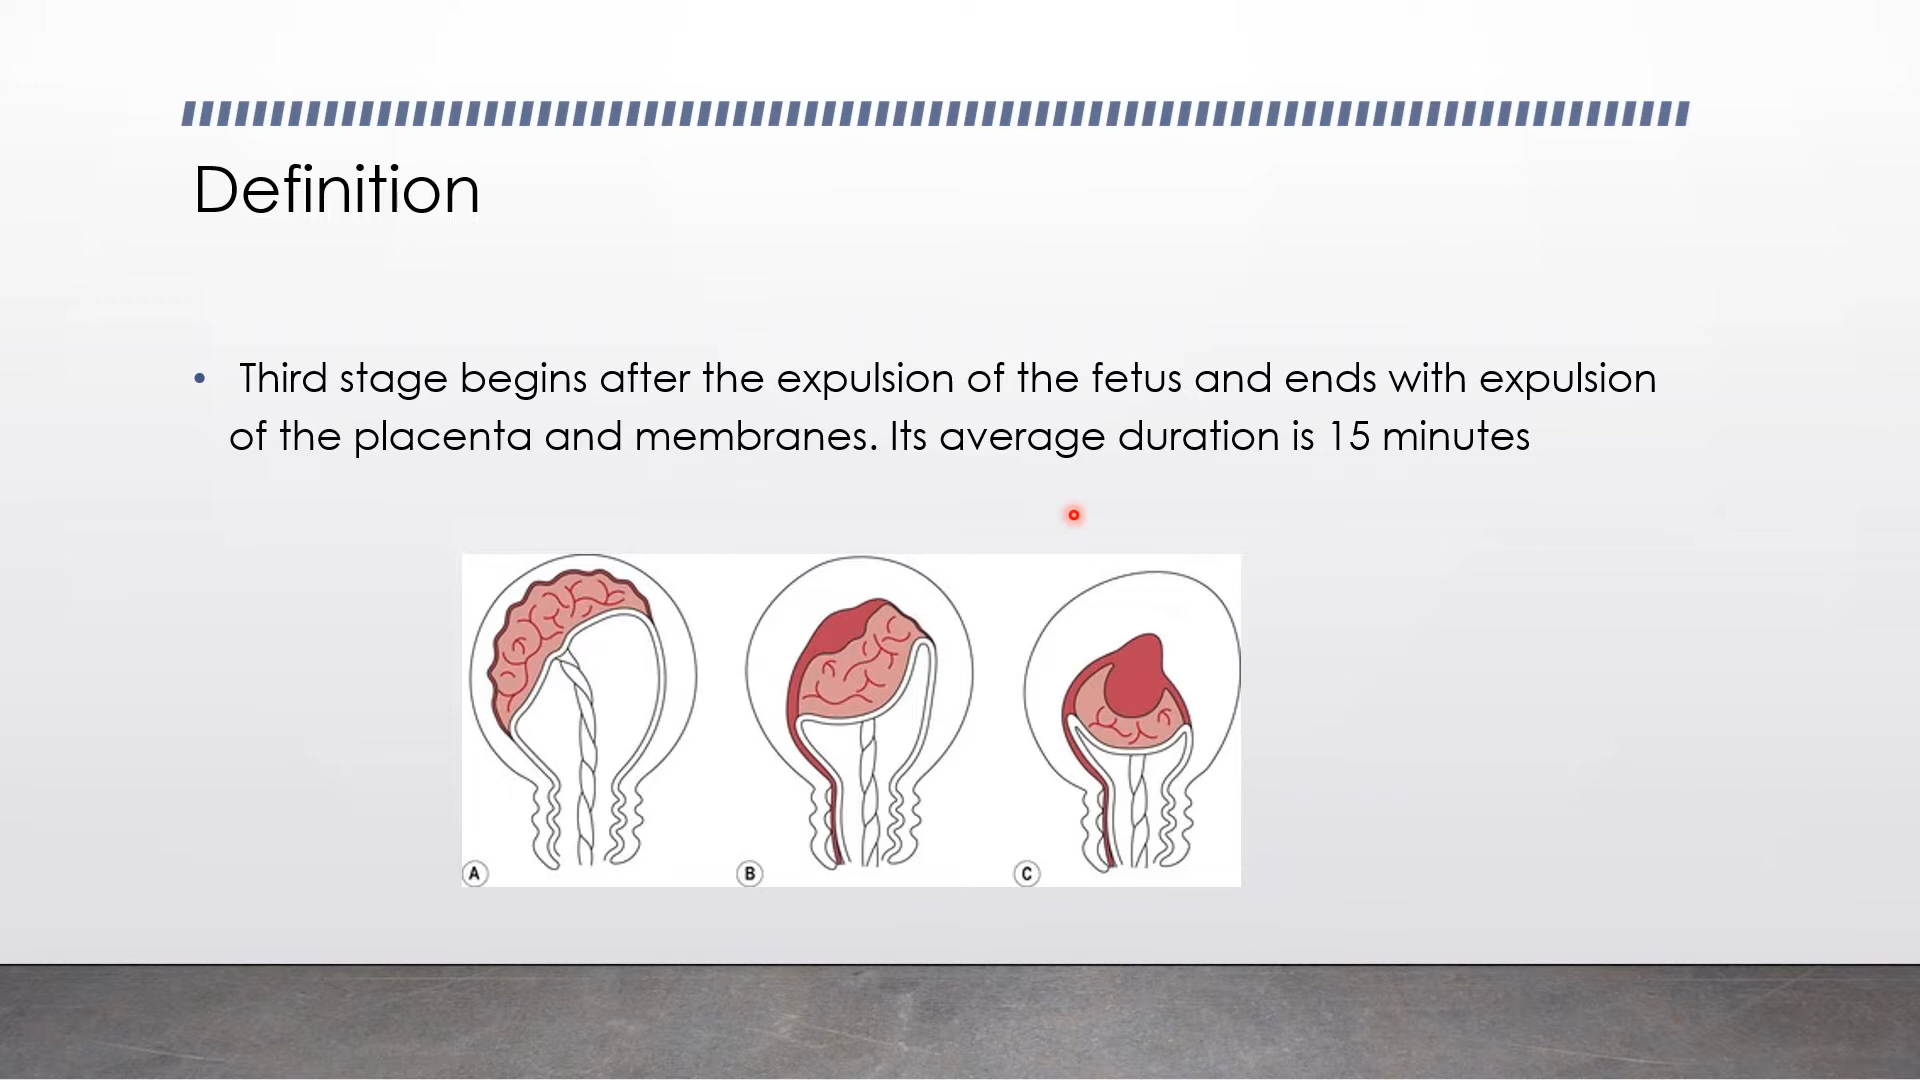 Definition
• Third stage begins after the expulsion of the fetus and ends with expulsion
of the placenta and membranes. Its average duration is 15 minutes
A B C